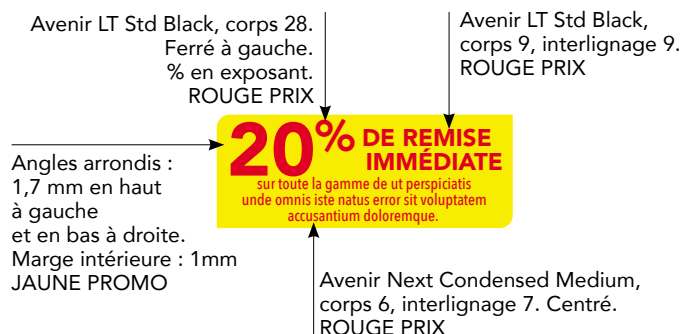 Avenir LT Std Black, corps 28.
Ferré à gauche.
% en exposant.
ROUGE PRIX
Avenir LT Std Black,
corps 9, interlignage 9.
ROUGE PRIX
20% DE REMISE
IMMÉDIATE
sur toute la gamme de ut perspiciatis
unde omnis iste natus error sit voluptatem
accusantium doloremque.
Angles arrondis :
1,7 mm en haut
à gauche
et en bas à droite.
Marge intérieure : 1mm
JAUNE PROMO
Avenir Next Condensed Medium,
corps 6, interlignage 7. Centré.
ROUGE PRIX